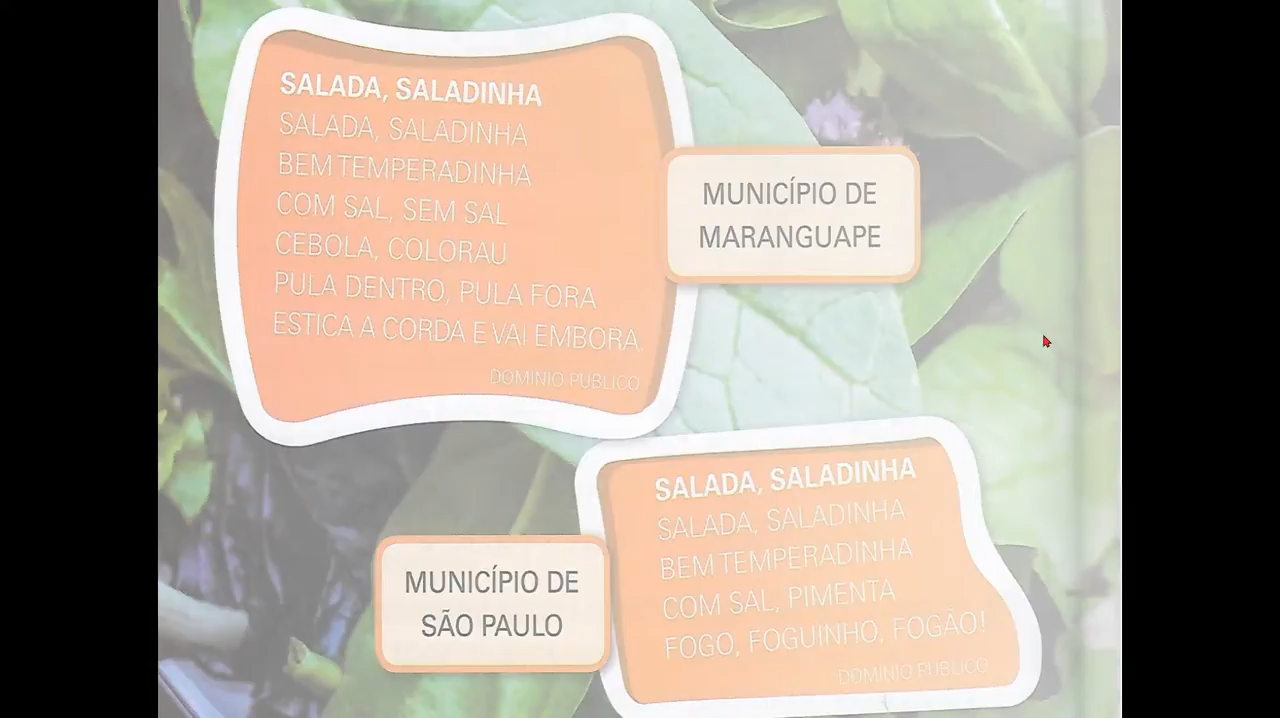 SALADA, SALADINHA
SALADA, SALADINHA
BEM TEMPERADINHA
COM SAL, SEM SAL
CEBOLA, COLORAU
PULA DENTRO, PULA FORA
ESTICA A CORDA E VAI EMBORA.
DOMÍNIO PÚBLICO
MUNICÍPIO DE
MARANGUAPE
SALADA, SALADINHA
SALADA, SALADINHA
BEM TEMPERADINHA
COM SAL, PIMENTA
FOGO, FOGUINHO, FOGÃO!
DOMÍNIO PÚBLICO
MUNICÍPIO DE
SÃO PAULO